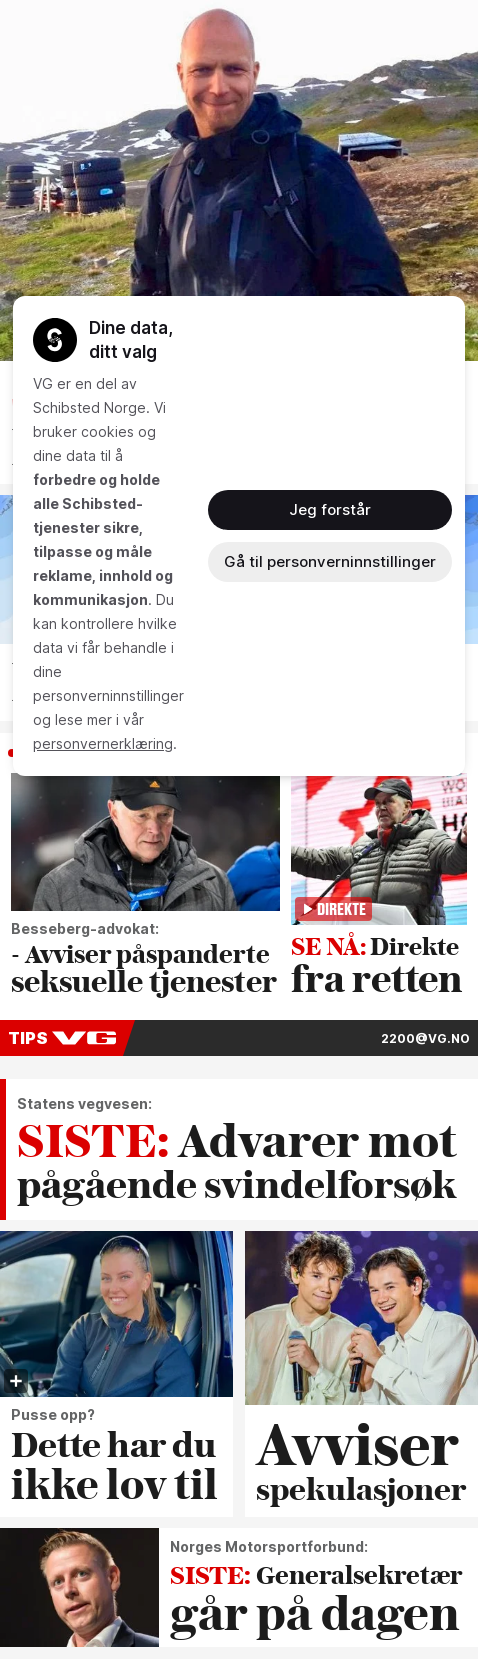 Dine data,
ditt valg
VG er en del av
Schibsted Norge. Vi
bruker cookies og
dine data til å
forbedre og holde
alle Schibsted-
tjenester sikre,
tilpasse og måle
reklame, innhold og
kommunikasjon. Du
kan kontrollere hvilke
data vi får behandle i
dine
personverninnstillinger
og lese mer i vår
personvernerklæring.
Jeg forstår
Gå til personverninnstillinger
DIREKTE
Besseberg-advokat:
- Avviser påspanderte
seksuelle tjenester
SE NÅ: Direkte
fra retten
TIPS VG
2200@VG.NO
Statens vegvesen:
SISTE: Advarer mot
pågående svindelforsøk
Pusse opp?
Dette har du
ikke lov til
Avviser
spekulasjoner
Norges Motorsportforbund:
SISTE: Generalsekretær
går på dagen